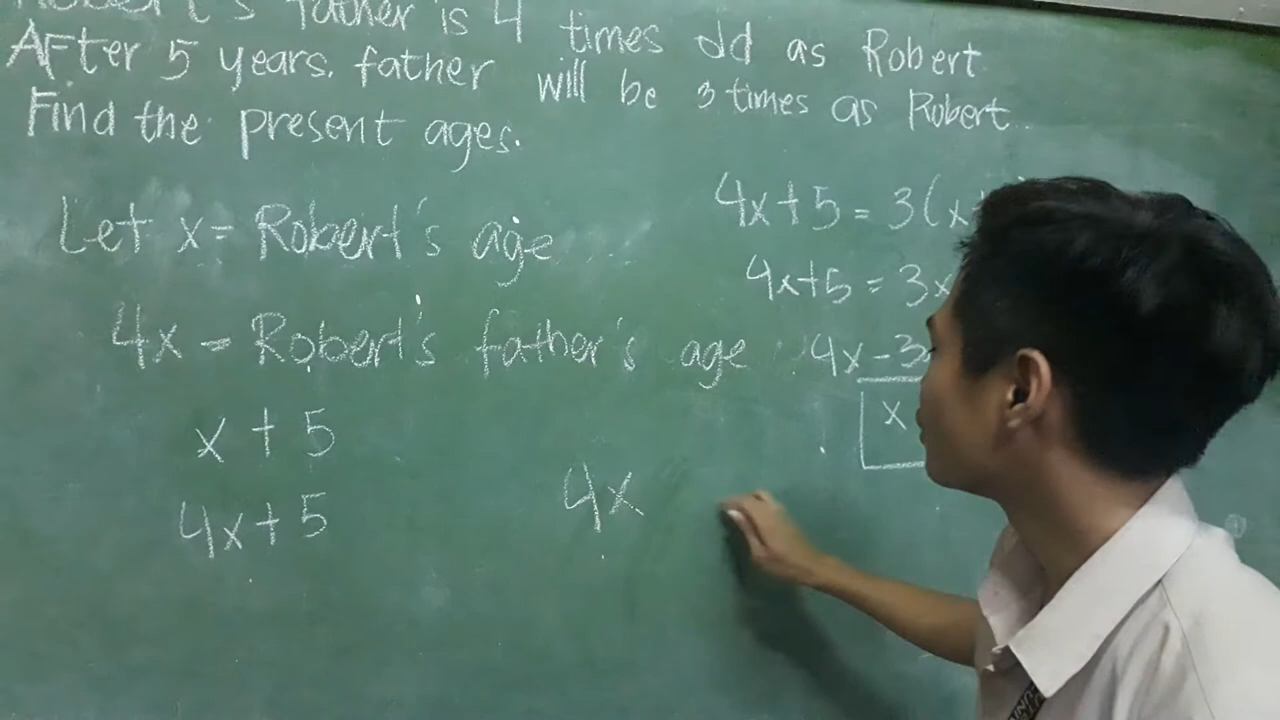 Robert's father is 4 times old as Robert
After 5 years. father will be 3 times as Robert
Find the present ages.
Let x = Robert's age
4x = Robert's father's age
x + 5
4x + 5
4x + 5 = 3(x
4x + 5 = 3x
4x - 3x
x
4x